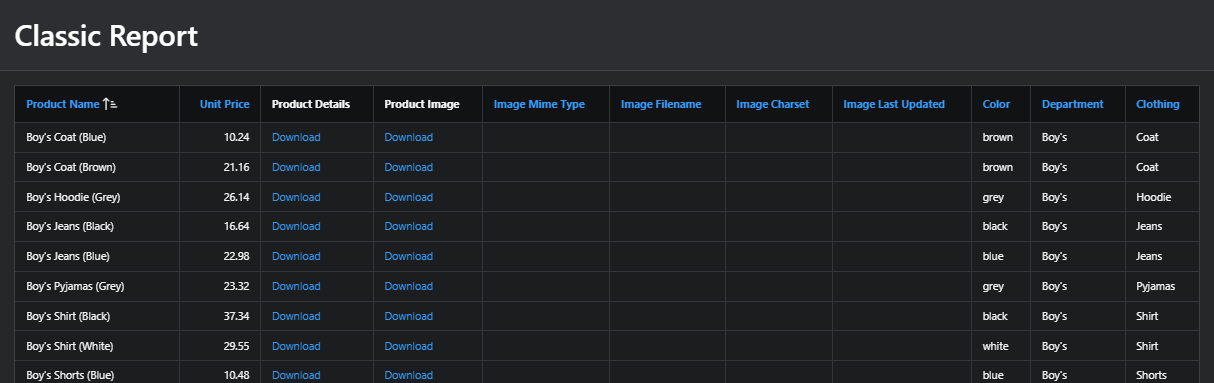 Classic Report
Product Name Unit Price Product Details Product Image Image Mime Type Image Filename Image Charset Image Last Updated Color Department Clothing
Boy's Coat (Blue) 10.24 Download Download brown Boy's Coat
Boy's Coat (Brown) 21.16 Download Download brown Boy's Coat
Boy's Hoodie (Grey) 26.14 Download Download grey Boy's Hoodie
Boy's Jeans (Black) 16.64 Download Download black Boy's Jeans
Boy's Jeans (Blue) 22.98 Download Download blue Boy's Jeans
Boy's Pyjamas (Grey) 23.32 Download Download grey Boy's Pyjamas
Boy's Shirt (Black) 37.34 Download Download black Boy's Shirt
Boy's Shirt (White) 29.55 Download Download white Boy's Shirt
Boy's Shorts (Blue) 10.48 Download Download blue Boy's Shorts